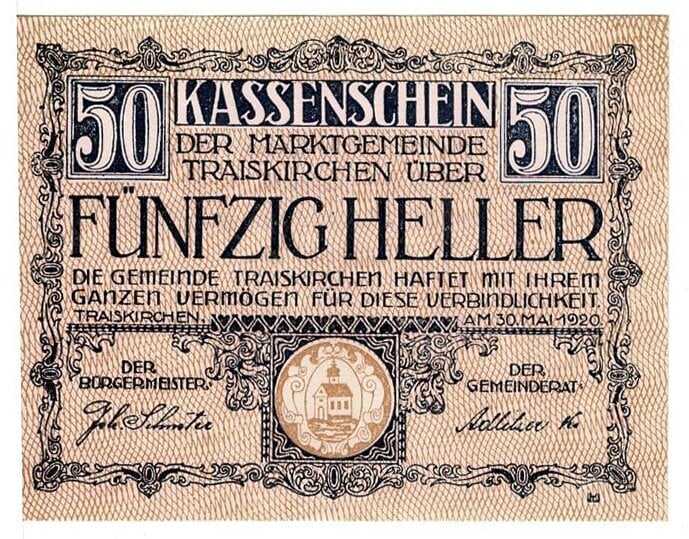 50 KASSENSCHEIN 50
DER MARKTGEMEINDE
TRAISKIRCHEN ÜBER
FÜNFZIG HELLER
DIE GEMEINDE TRAISKIRCHEN HAFTET MIT IHREM
GANZEN VERMÖGEN FÜR DIESE VERBINDLICHKEIT.
TRAISKIRCHEN, AM 30. MAI 1920
DER
BÜRGERMEISTER:
DER
GEMEINDERAT:
Joh.